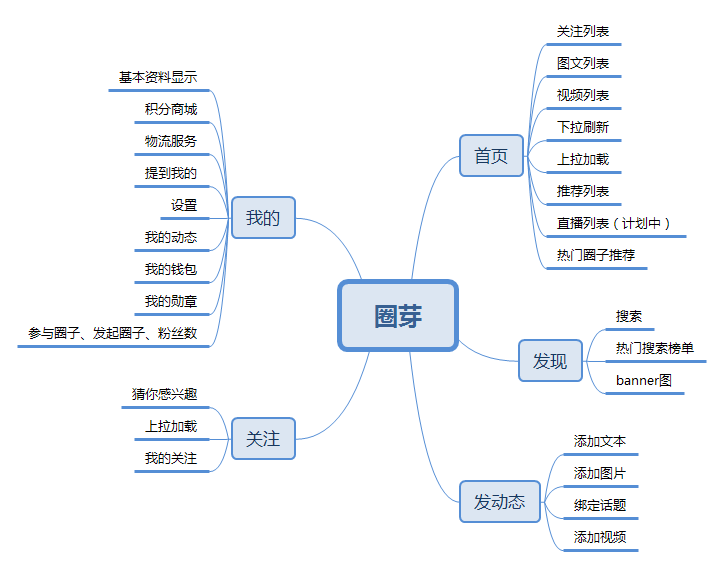 圈芽
首页
关注列表
图文列表
视频列表
下拉刷新
上拉加载
推荐列表
直播列表（计划中）
热门圈子推荐
发现
搜索
热门搜索榜单
banner图
发动态
添加文本
添加图片
绑定话题
添加视频
关注
猜你感兴趣
上拉加载
我的关注
我的
基本资料显示
积分商城
物流服务
提到我的
设置
我的动态
我的钱包
我的勋章
参与圈子、发起圈子、粉丝数